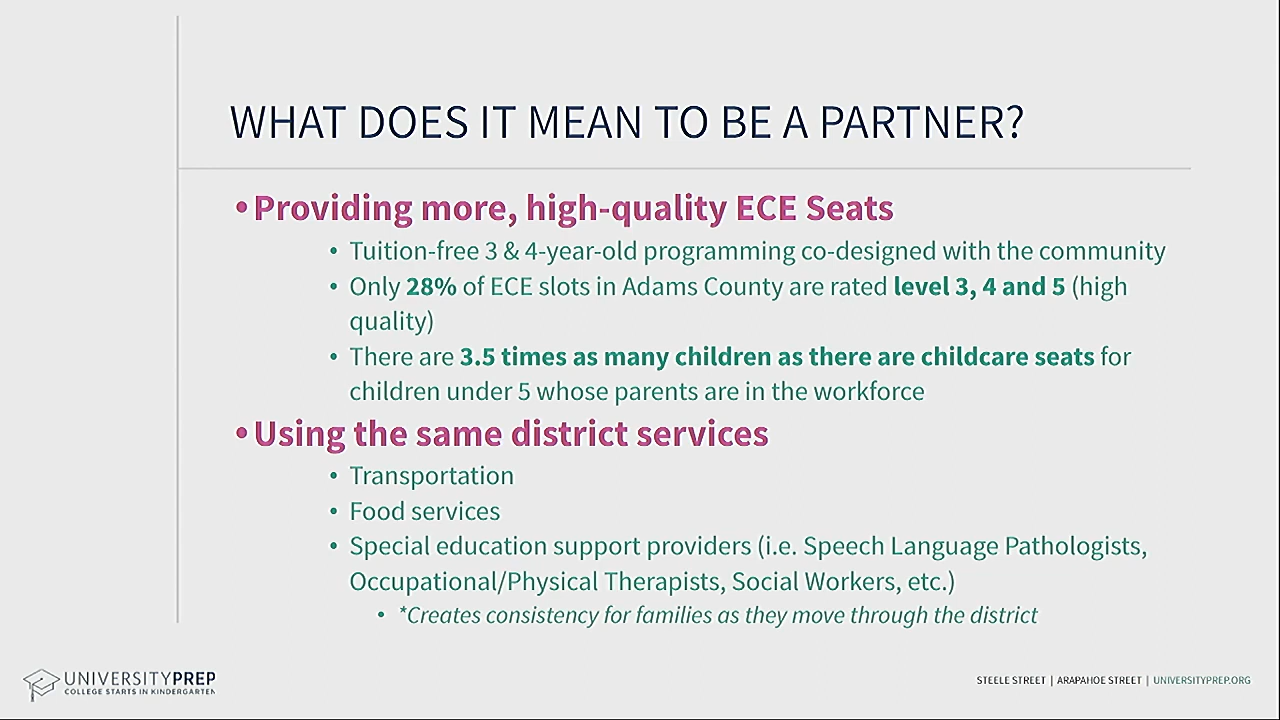 WHAT DOES IT MEAN TO BE A PARTNER?
•Providing more, high-quality ECE Seats
• Tuition-free 3 & 4-year-old programming co-designed with the community
• Only 28% of ECE slots in Adams County are rated level 3, 4 and 5 (high
quality)
• There are 3.5 times as many children as there are childcare seats for
children under 5 whose parents are in the workforce
•Using the same district services
• Transportation
• Food services
• Special education support providers (i.e. Speech Language Pathologists,
Occupational/Physical Therapists, Social Workers, etc.)
• *Creates consistency for families as they move through the district
UNIVERSITYPREP
COLLEGE STARTS IN KINDERGARTEN
STEELE STREET | ARAPAHOE STREET | UNIVERSITYPREP.ORG